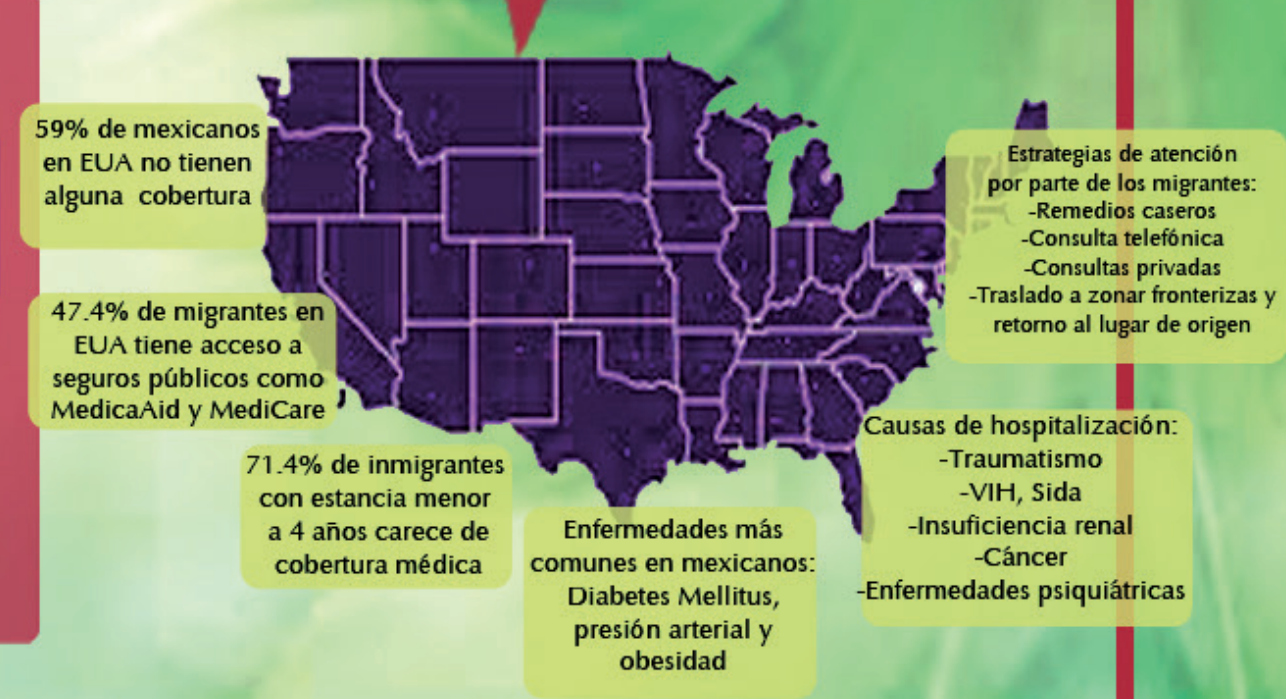 59% de mexicanos
en EUA no tienen
alguna cobertura
47.4% de migrantes en
EUA tiene acceso a
seguros públicos como
MedicaAid y MediCare
71.4% de inmigrantes
con estancia menor
a 4 años carece de
cobertura médica
Enfermedades más
comunes en mexicanos:
Diabetes Mellitus,
presión arterial y
obesidad
Estrategias de atención
por parte de los migrantes:
-Remedios caseros
-Consulta telefónica
-Consultas privadas
-Traslado a zonar fronterizas y
retorno al lugar de origen
Causas de hospitalización:
-Traumatismo
-VIH, Sida
-Insuficiencia renal
-Cáncer
-Enfermedades psiquiátricas